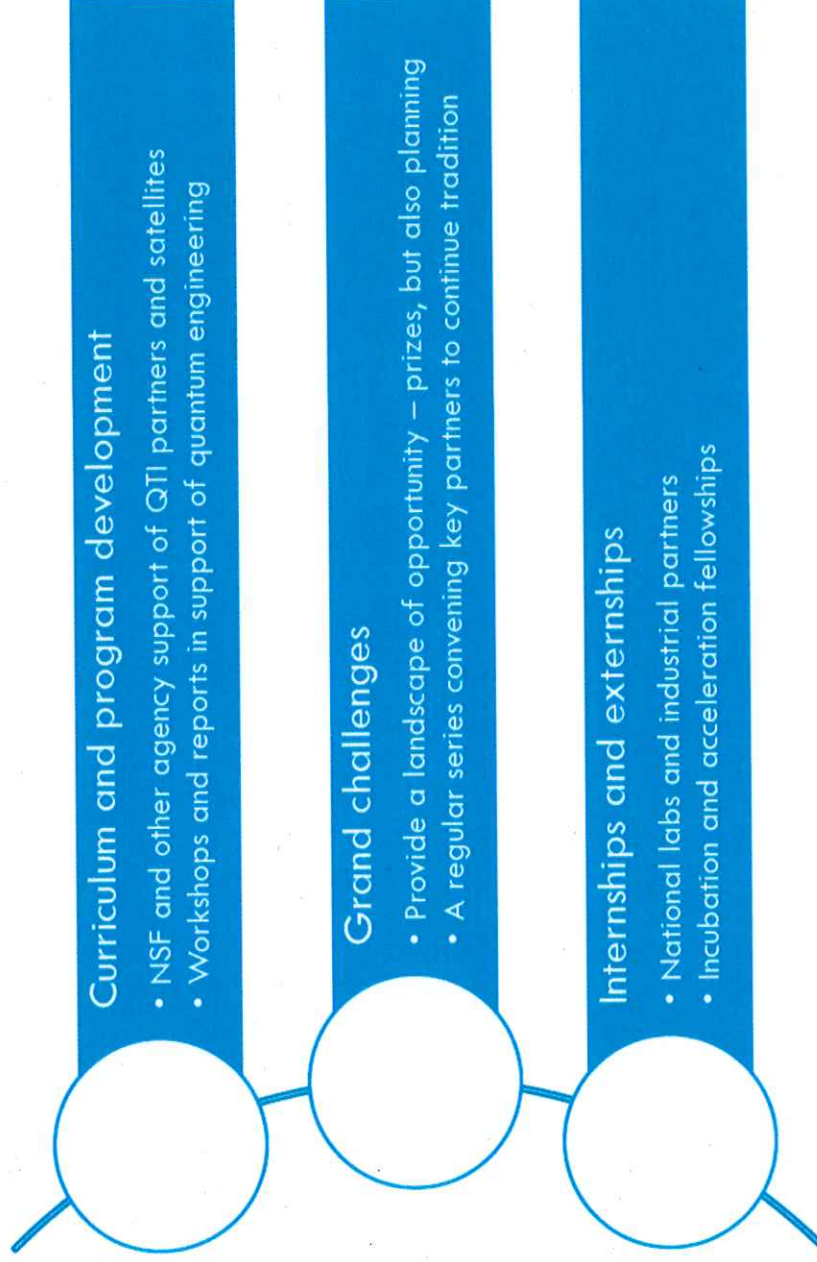 Curriculum and program development
• NSF and other agency support of QTI partners and satellites
• Workshops and reports in support of quantum engineering
Grand challenges
• Provide a landscape of opportunity – prizes, but also planning
• A regular series convening key partners to continue tradition
Internships and externships
• National labs and industrial partners
• Incubation and acceleration fellowships